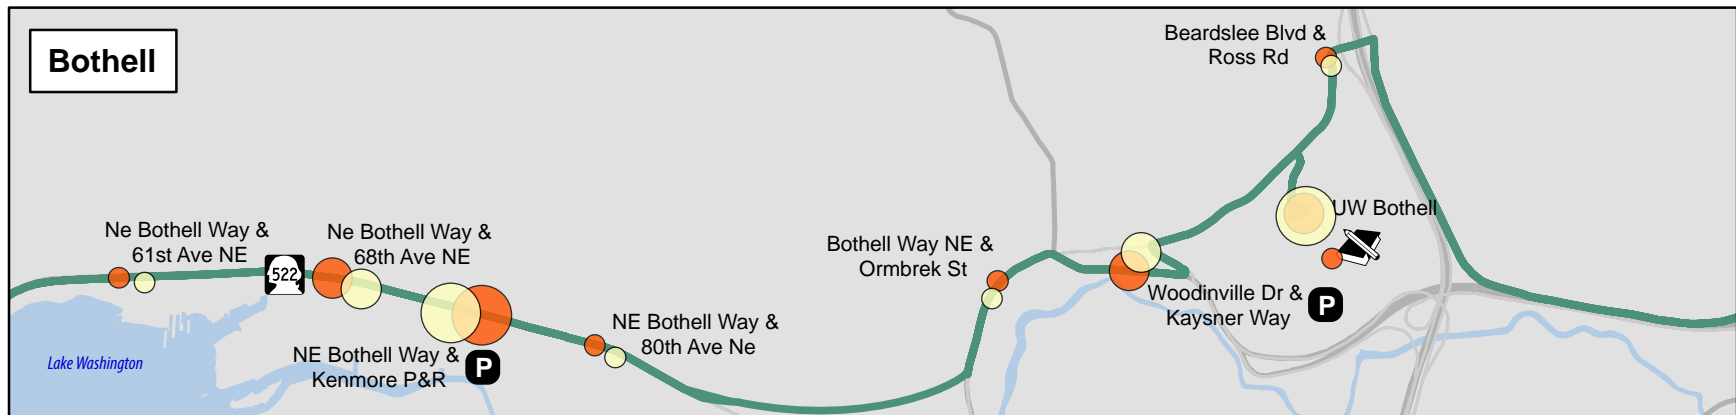 Bothell
Beardslee Blvd &
Ross Rd
Ne Bothell Way &
61st Ave NE
522
Ne Bothell Way &
68th Ave NE
UW Bothell
Bothell Way NE &
Ormbrek St
Woodinville Dr &
Kaysner Way
P
NE Bothell Way &
80th Ave Ne
NE Bothell Way &
Kenmore P&R
P
Lake Washington